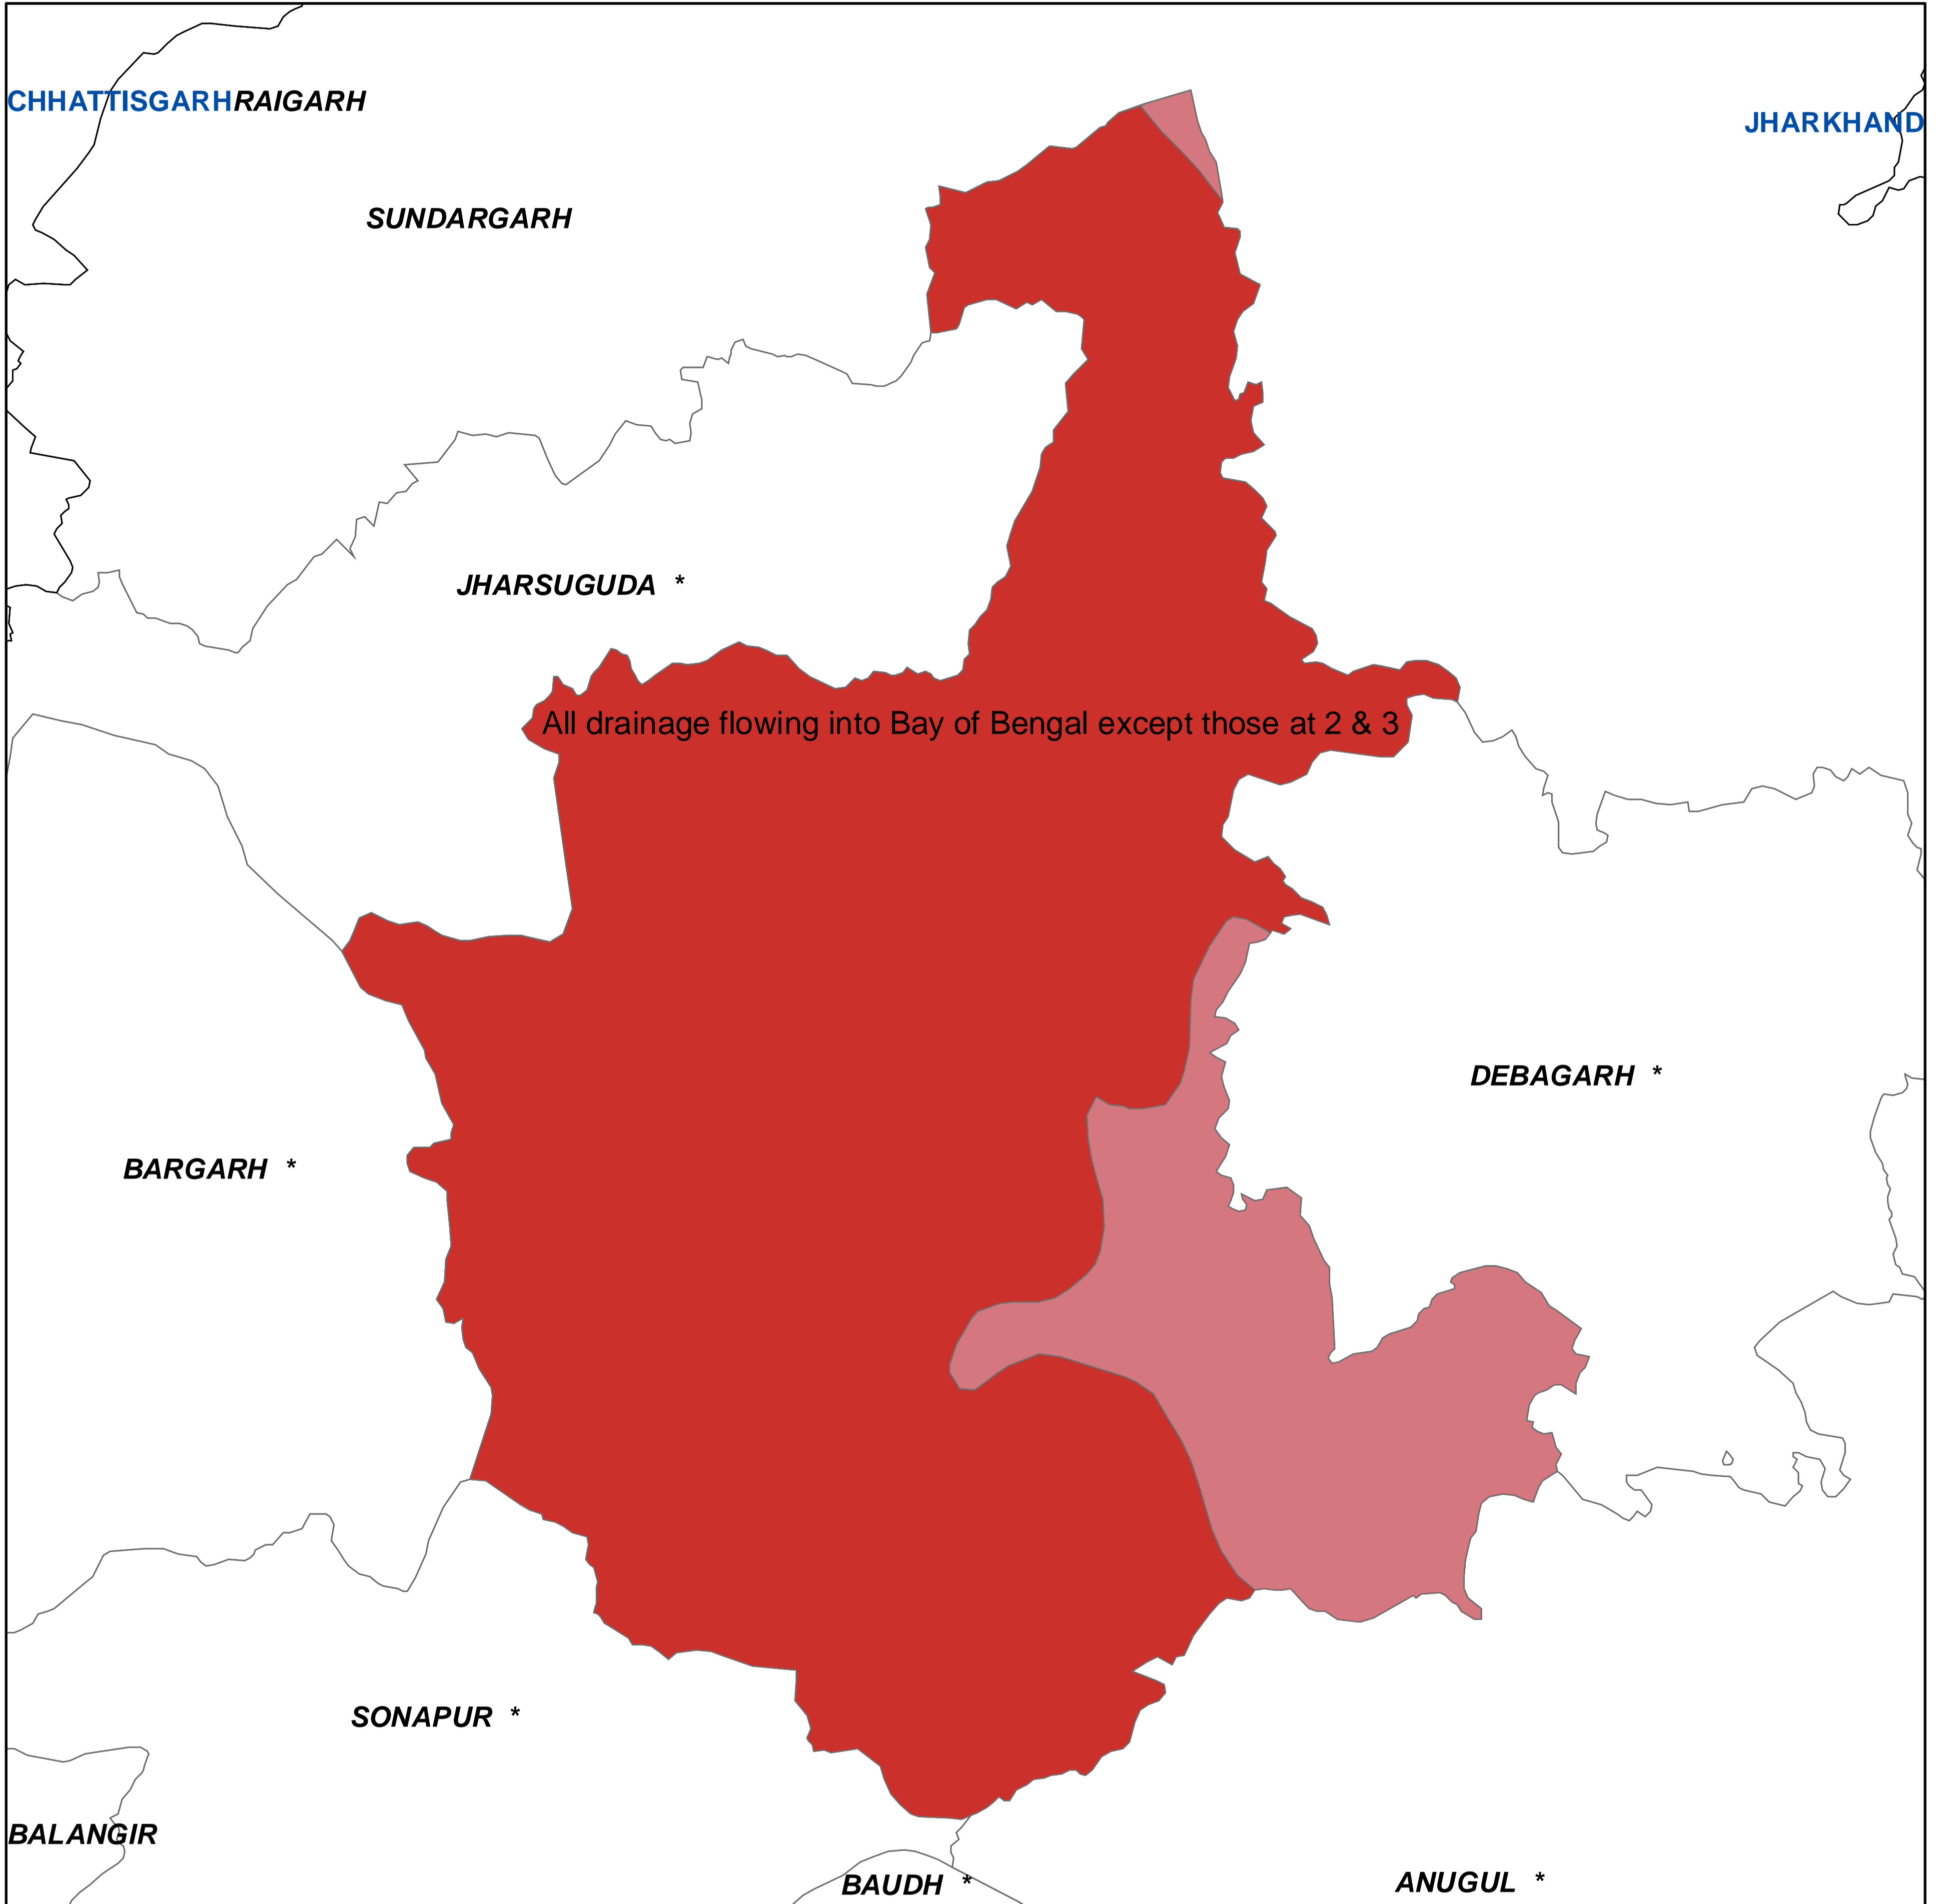 CHHATTISGARH RAIGARH
JHARKHAND
SUNDARGARH
JHARSUGUDA *
All drainage flowing into Bay of Bengal except those at 2 & 3
DEBAGARH *
BARGARH *
SONAPUR *
BALANGIR
BAUDH *
ANUGUL *